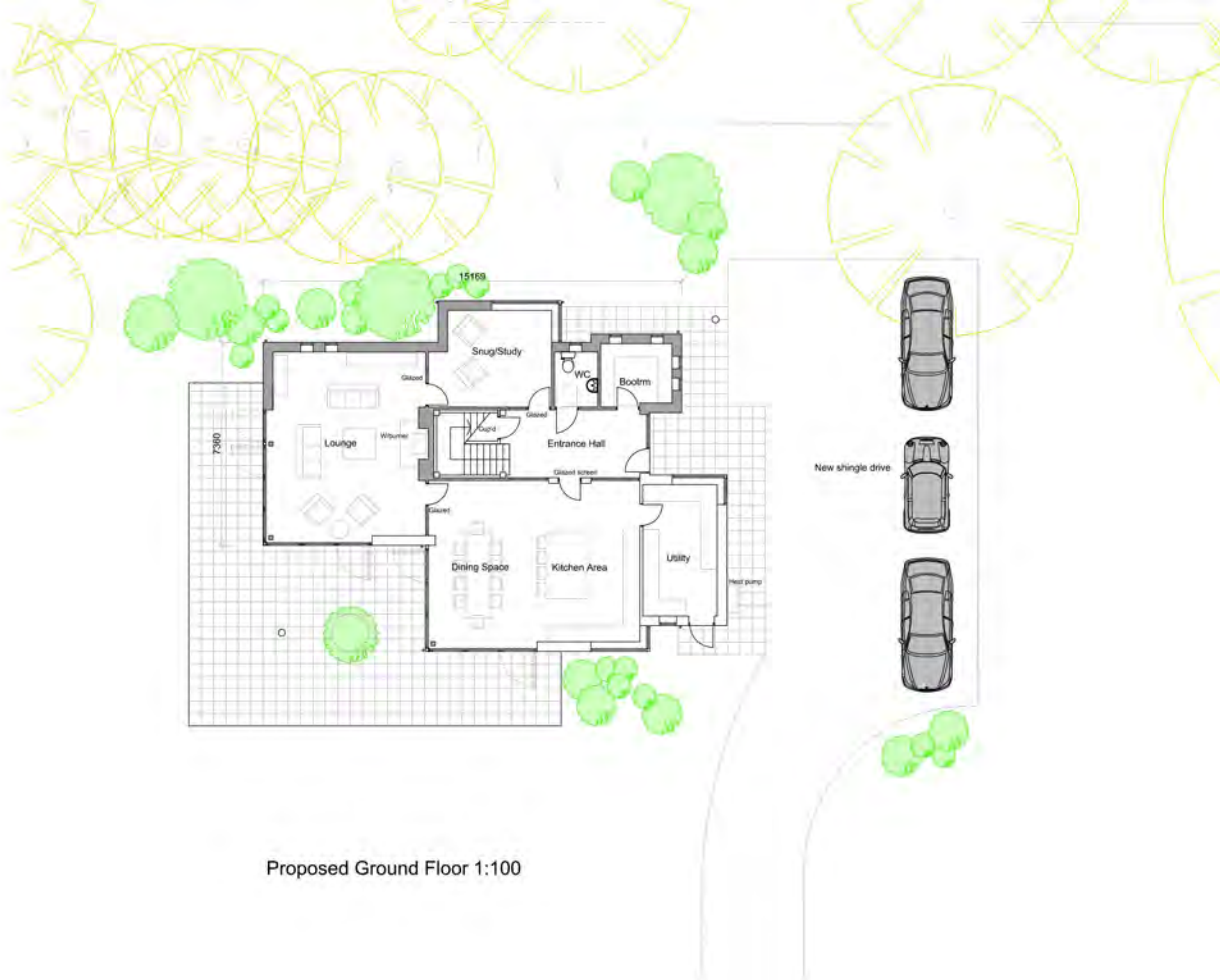 15169
Snug/Study
WC
Glazed
Bootrm
Glazed
Cup'd
W/burner
7360
Lounge
Entrance Hall
New shingle drive
Glazed screen
Glazed
Utility
Dining Space
Kitchen Area
Heat pump
Proposed Ground Floor 1:100